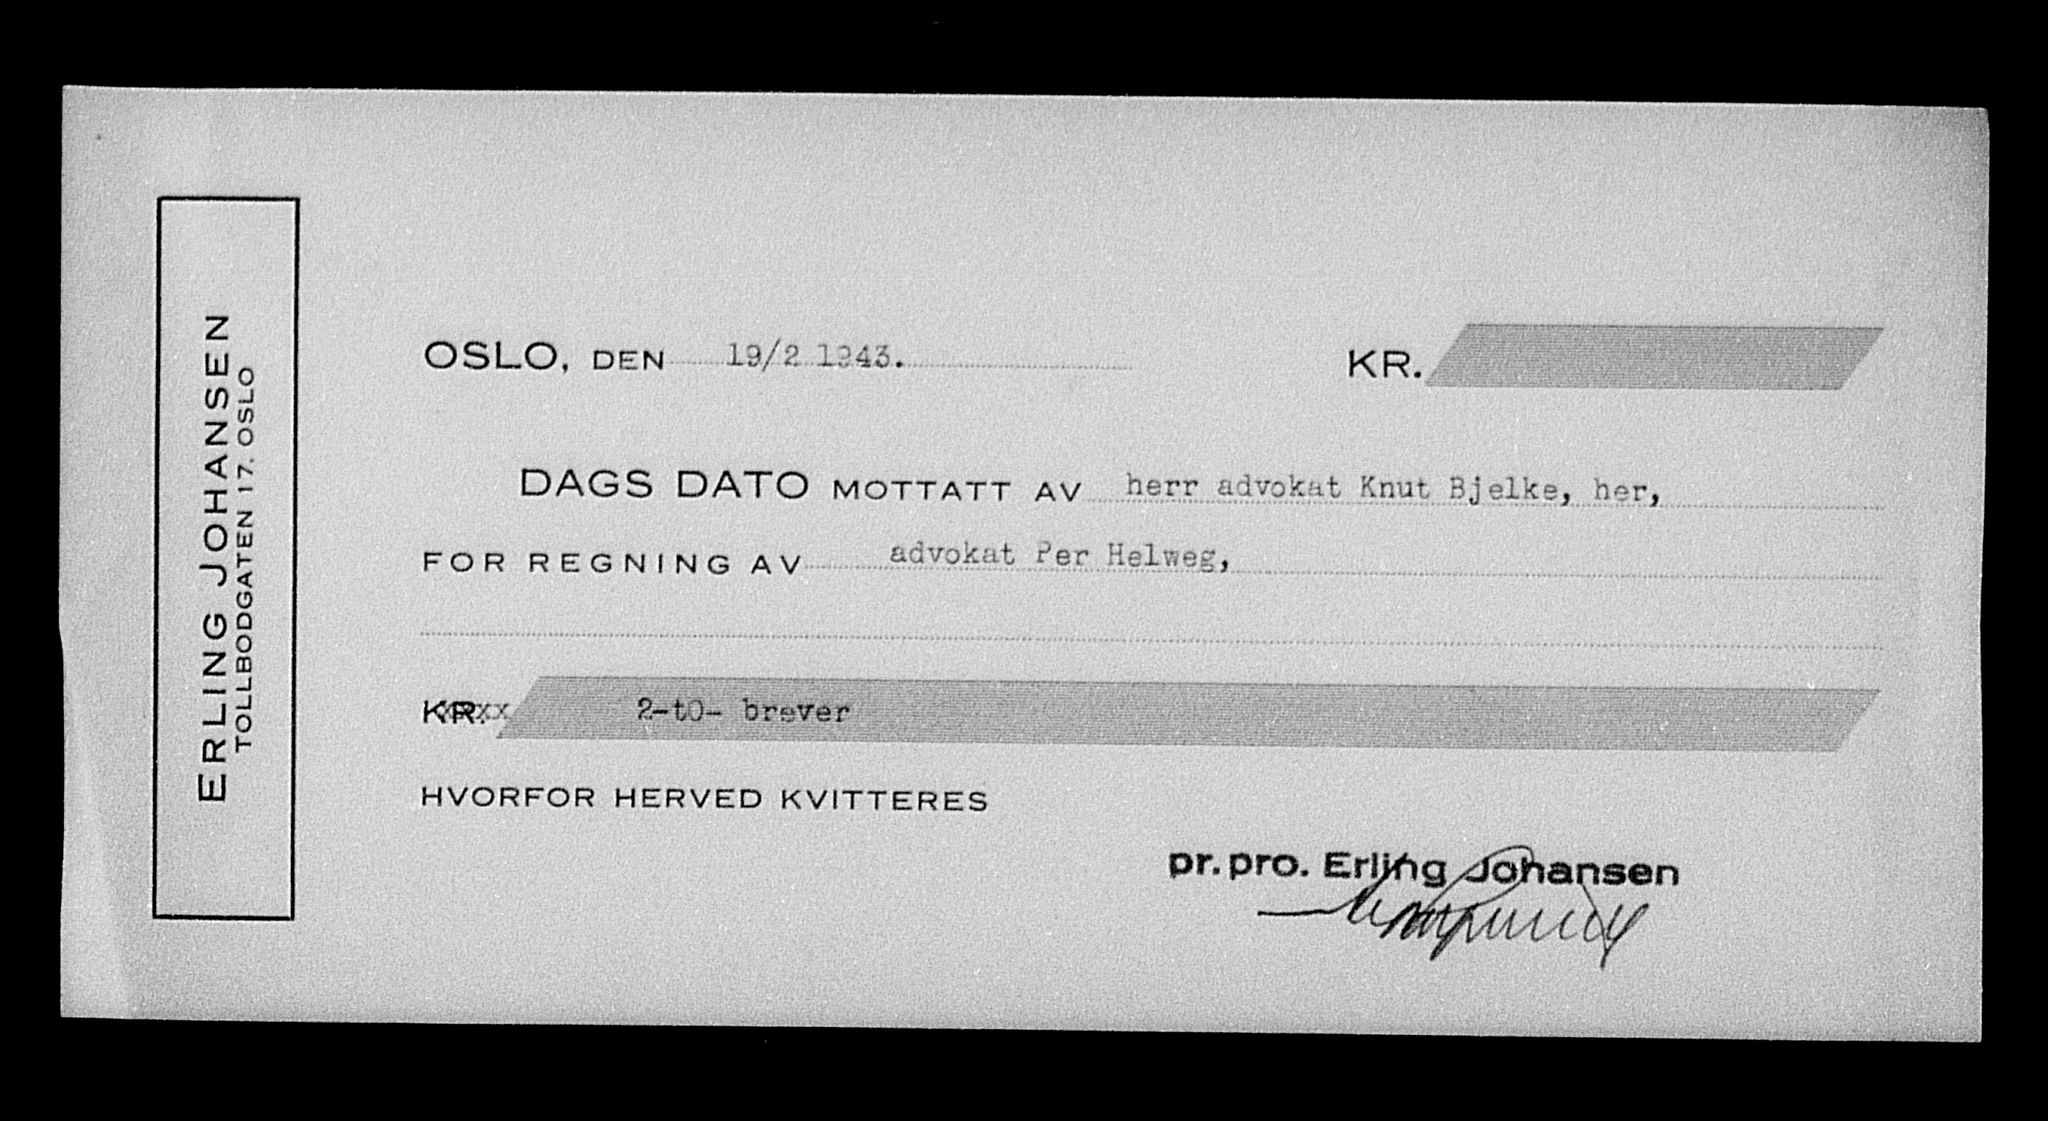 ERLING JOHANSEN
TOLLBODGATEN 17. OSLO
OSLO, DEN 19/2 1943.
KR.
DAGS DATO MOTTATT AV herr advokat Knut Bjelke, her,
FOR REGNING AV advokat Per Helweg,
KR. 2-to- brever
HVORFOR HERVED KVITTERES
pr. pro. Erling Johansen